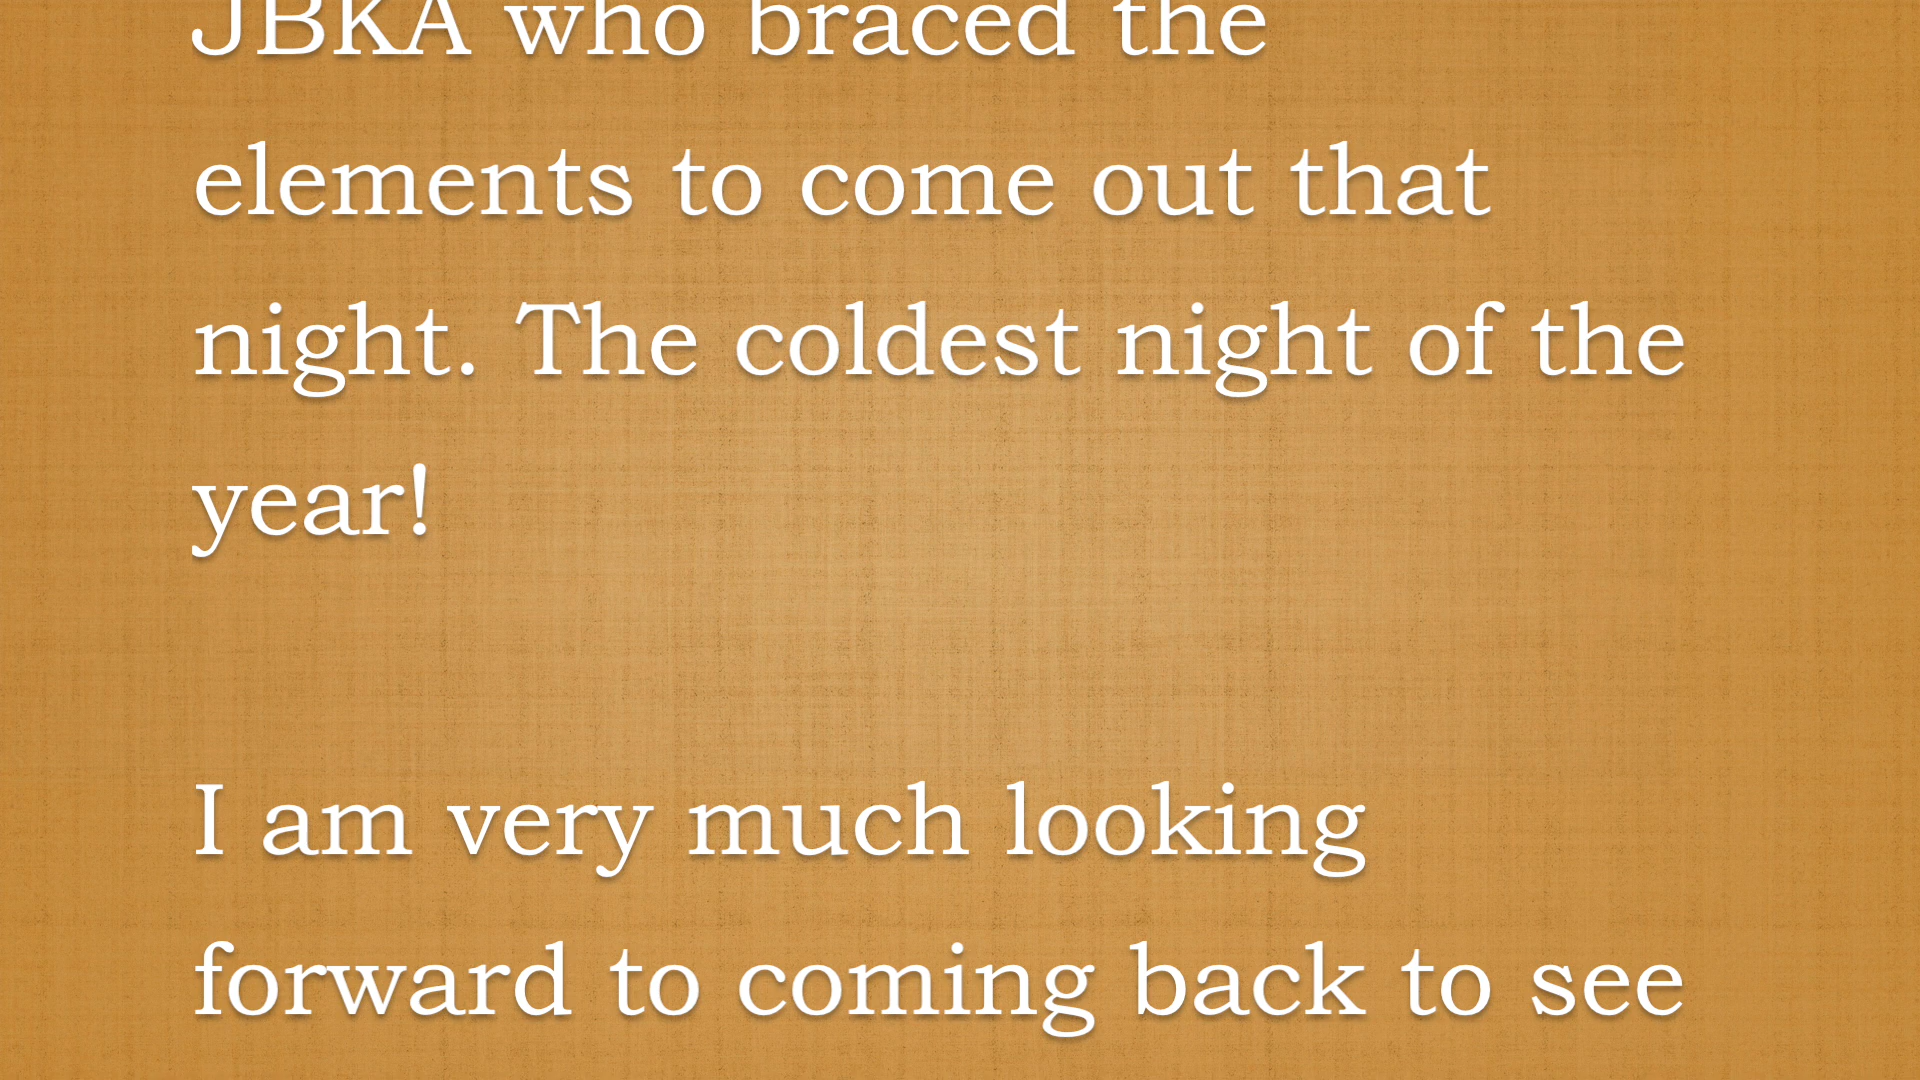 JBKA who braced the
elements to come out that
night. The coldest night of the
year!
I am very much looking
forward to coming back to see